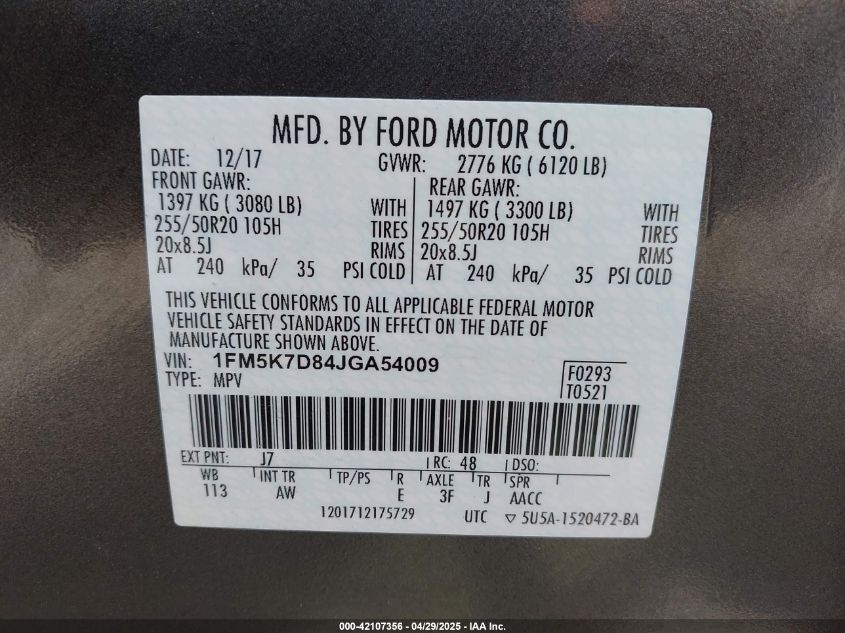 MFD. BY FORD MOTOR CO.
DATE: 12/17 GVWR: 2776 KG ( 6120 LB)
FRONT GAWR: REAR GAWR:
1397 KG ( 3080 LB) WITH 1497 KG ( 3300 LB) WITH
255/50R20 105H TIRES 255/50R20 105H TIRES
20x8.5J RIMS 20x8.5J RIMS
AT 240 kPa/ 35 PSI COLD AT 240 kPa/ 35 PSI COLD
THIS VEHICLE CONFORMS TO ALL APPLICABLE FEDERAL MOTOR
VEHICLE SAFETY STANDARDS IN EFFECT ON THE DATE OF
MANUFACTURE SHOWN ABOVE.
VIN: 1FM5K7D84JGA54009 F0293
TYPE: MPV T0521
EXT PNT: J7 RC: 48 DSO:
WB INT TR TP/PS R AXLE TR SPR
113 AW E 3F J AACC
1201712175729 UTC ▽ 5U5A-1520472-BA
000-42107356 - 04/29/2025 - IAA Inc.